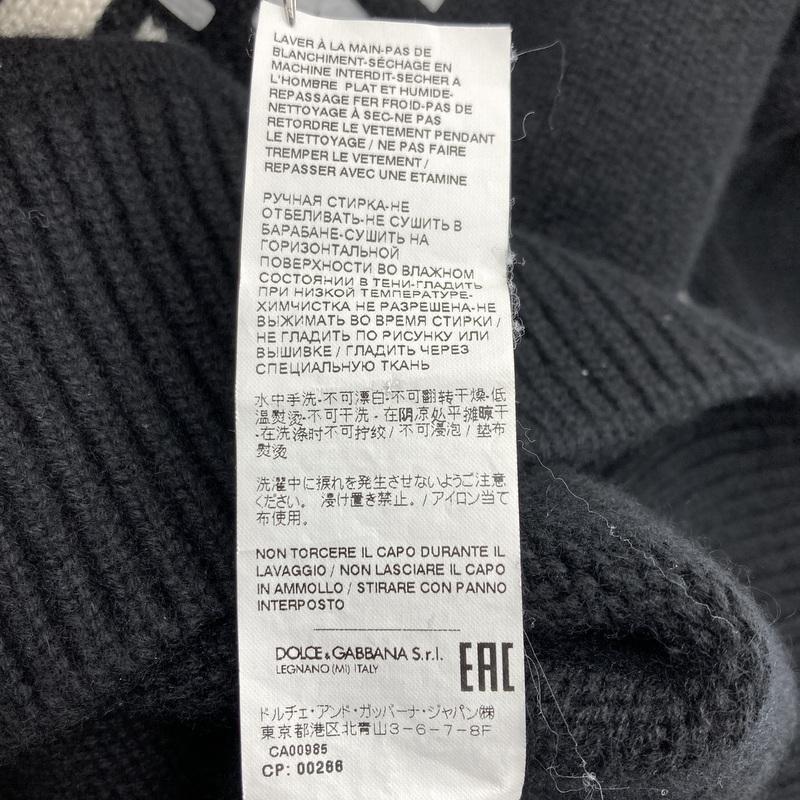 LAVER À LA MAIN-PAS DE
BLANCHIMENT-SÉCHAGE EN
MACHINE INTERDIT-SECHER A
L'HOMBRE PLAT ET HUMIDE-
REPASSAGE FER FROID-PAS DE
NETTOYAGE À SEC-NE PAS
RETORDRE LE VETEMENT PENDANT
LE NETTOYAGE / NE PAS FAIRE
TREMPER LE VETEMENT /
REPASSER AVEC UNE ETAMINE
РУЧНАЯ СТИРКА-НЕ
ОТБЕЛИВАТЬ-НЕ СУШИТЬ В
БАРАБАНЕ-СУШИТЬ НА
ГОРИЗОНТАЛЬНОЙ
ПОВЕРХНОСТИ ВО ВЛАЖНОМ
СОСТОЯНИИ В ТЕНИ-ГЛАДИТЬ
ПРИ НИЗКОЙ ТЕМПЕРАТУРЕ-
ХИМЧИСТКА НЕ РАЗРЕШЕНА-НЕ
ВЫЖИМАТЬ ВО ВРЕМЯ СТИРКИ /
НЕ ГЛАДИТЬ ПО РИСУНКУ ИЛИ
ВЫШИВКЕ / ГЛАДИТЬ ЧЕРЕЗ
СПЕЦИАЛЬНУЮ ТКАНЬ
水中手洗-不可漂白-不可翻转干燥-低
温熨烫-不可干洗 - 在阴凉处平摊晾干
-在洗涤时不可拧绞/ 不可浸泡 / 垫布
熨烫
洗濯中に捩れを発生させないようご注意
ください。 浸け置き禁止。/ アイロン当て
布使用。
NON TORCERE IL CAPO DURANTE IL
LAVAGGIO / NON LASCIARE IL CAPO
IN AMMOLLO / STIRARE CON PANNO
INTERPOSTO
DOLCE & GABBANA S.r.l.
LEGNANO (MI) ITALY
EAC
ドルチェ・アンド・ガッバーナ・ジャパン㈱
東京都港区北青山3-6-7-8F
CA00985
CP: 00266